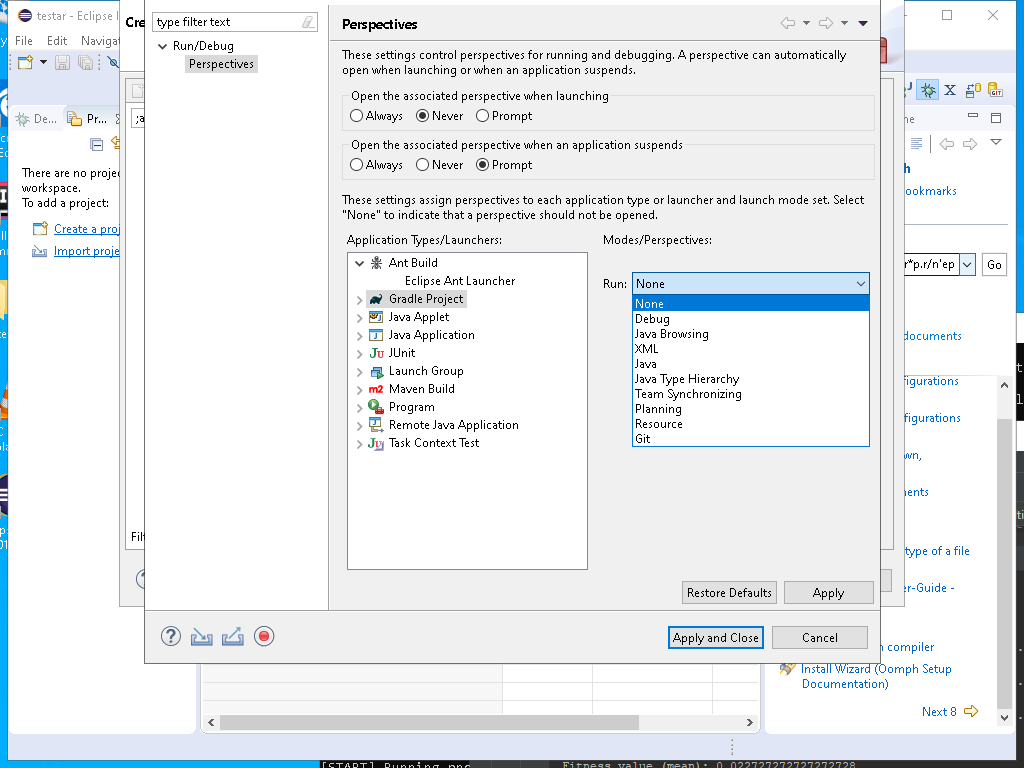 testar - Eclipse I
File Edit Navigat
De...
Pr...
There are no proje
workspace.
To add a project:
Create a proj
Import proje
Cre
Filt
type filter text
Run/Debug
Perspectives
Perspectives
These settings control perspectives for running and debugging. A perspective can automatically
open when launching or when an application suspends.
Open the associated perspective when launching
Always Never Prompt
Open the associated perspective when an application suspends
Always Never Prompt
These settings assign perspectives to each application type or launcher and launch mode set. Select
"None" to indicate that a perspective should not be opened.
Application Types/Launchers:
Modes/Perspectives:
Ant Build
Eclipse Ant Launcher
Gradle Project
Java Applet
Java Application
JUnit
Launch Group
Maven Build
Program
Remote Java Application
Task Context Test
Run: None
None
Debug
Java Browsing
XML
Java
Java Type Hierarchy
Team Synchronizing
Planning
Resource
Git
Restore Defaults
Apply
Apply and Close
Cancel
ne
h
ookmarks
r*p.r/n'ep
Go
documents
igurations
figurations
wn,
ments
type of a file
er-Guide -
n compiler
Install Wizard (Oomph Setup
Documentation)
Next 8
[START] Running
Fitness value (mean): 0.022727272727272728